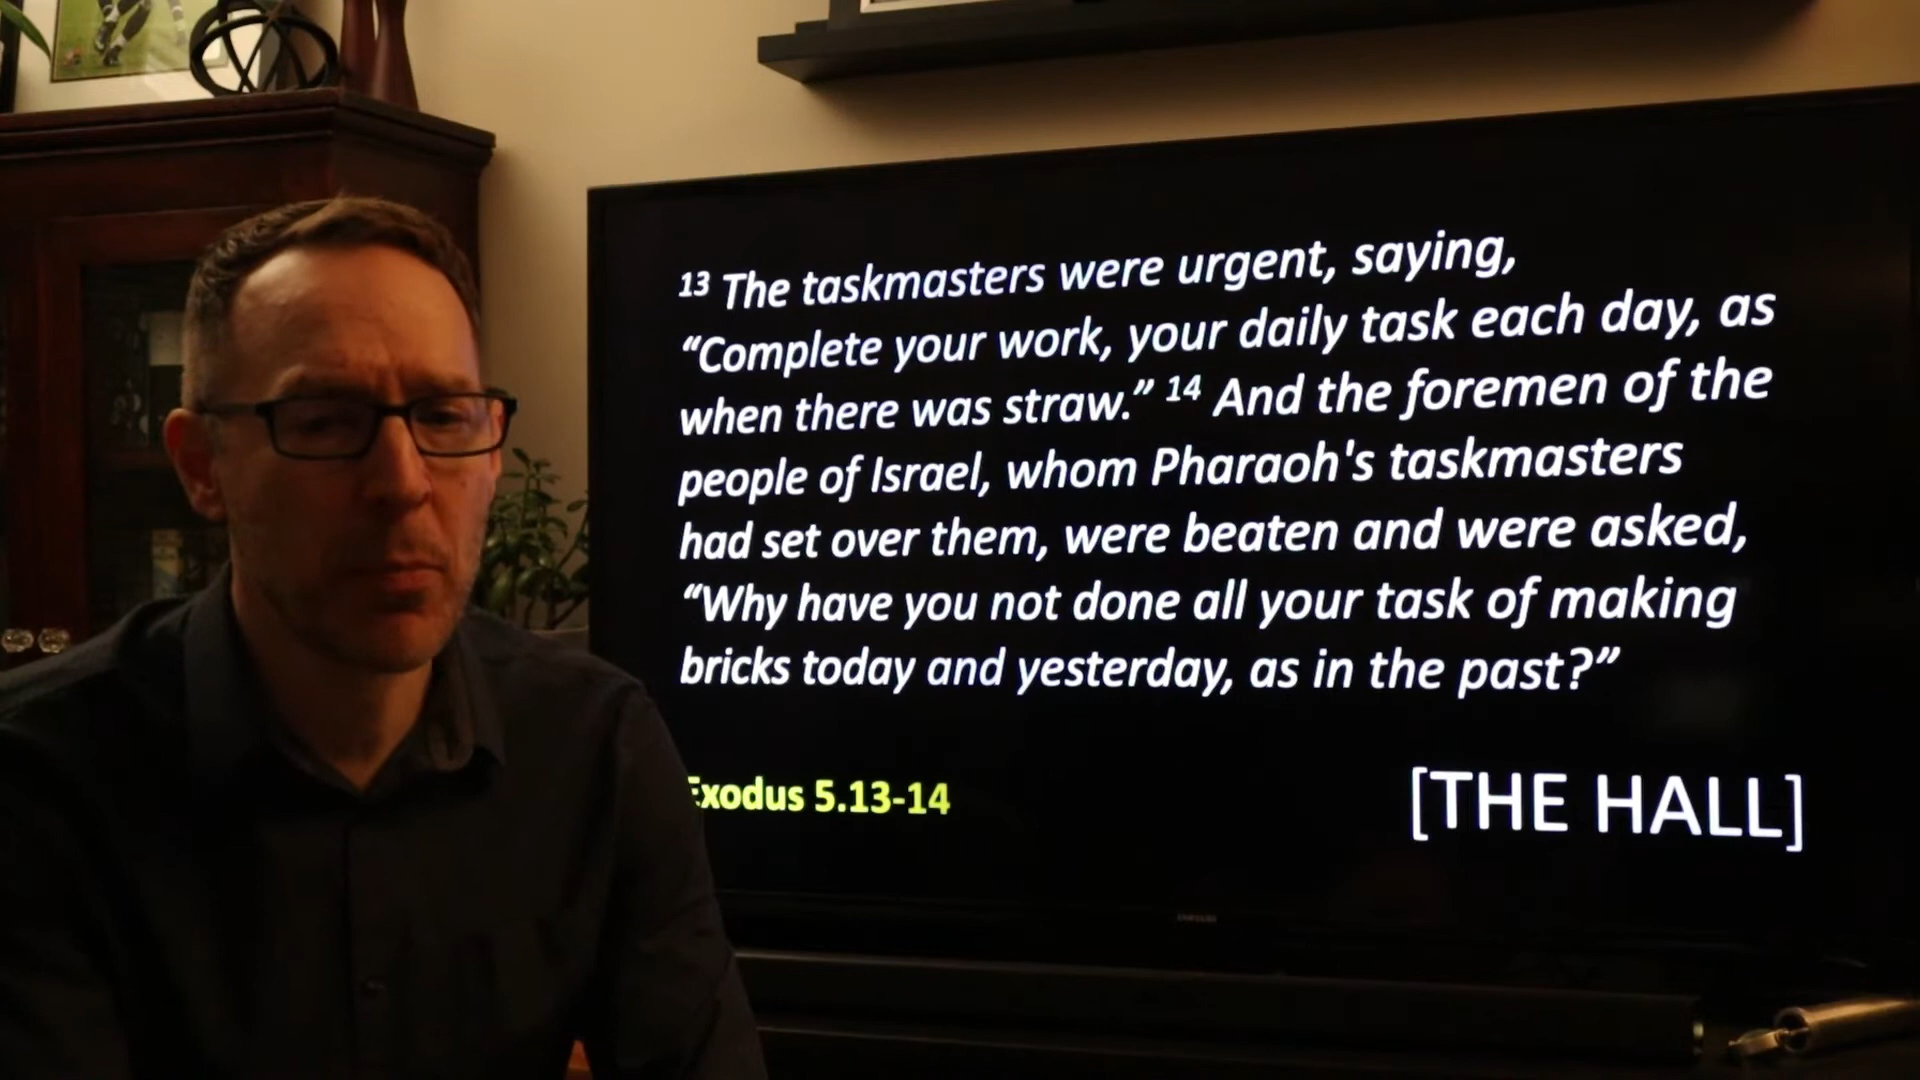 13 The taskmasters were urgent, saying,
“Complete your work, your daily task each day, as
when there was straw.” 14 And the foremen of the
people of Israel, whom Pharaoh's taskmasters
had set over them, were beaten and were asked,
“Why have you not done all your task of making
bricks today and yesterday, as in the past?”
Exodus 5.13-14
[THE HALL]
SAMSUNG